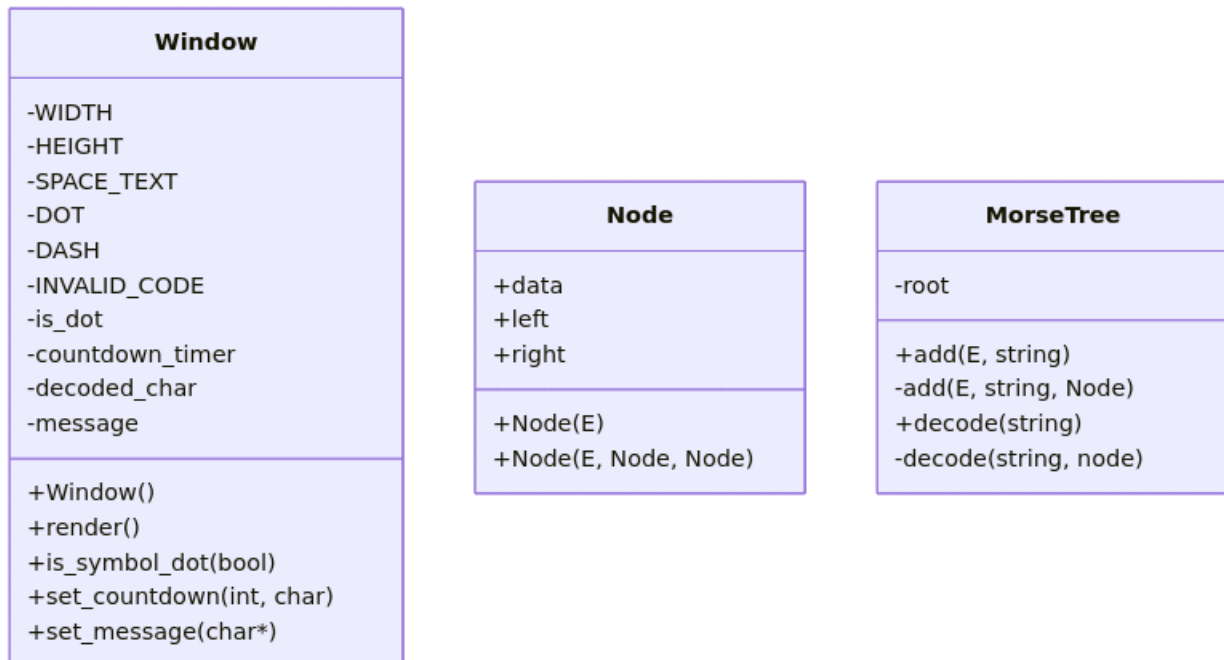 Window
-WIDTH
-HEIGHT
-SPACE_TEXT
-DOT
-DASH
-INVALID_CODE
-is_dot
-countdown_timer
-decoded_char
-message
+Window()
+render()
+is_symbol_dot(bool)
+set_countdown(int, char)
+set_message(char*)
Node
+data
+left
+right
+Node(E)
+Node(E, Node, Node)
MorseTree
-root
+add(E, string)
-add(E, string, Node)
+decode(string)
-decode(string, node)